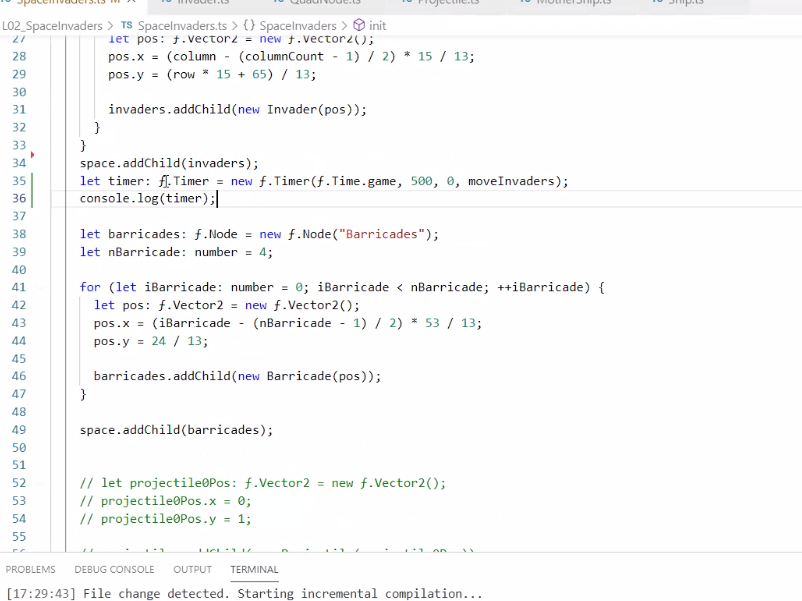 SpaceInvaders.ts M Invader.ts QuadNode.ts Projectile.ts MotherShip.ts Ship.ts
L02_SpaceInvaders > TS SpaceInvaders.ts > {} SpaceInvaders > init
27 let pos: ƒ.Vector2 = new ƒ.Vector2();
28 pos.x = (column - (columnCount - 1) / 2) * 15 / 13;
29 pos.y = (row * 15 + 65) / 13;
30
31 invaders.addChild(new Invader(pos));
32 }
33 }
34 space.addChild(invaders);
35 let timer: ƒ.Timer = new ƒ.Timer(ƒ.Time.game, 500, 0, moveInvaders);
36 console.log(timer);
37
38 let barricades: ƒ.Node = new ƒ.Node("Barricades");
39 let nBarricade: number = 4;
40
41 for (let iBarricade: number = 0; iBarricade < nBarricade; ++iBarricade) {
42 let pos: ƒ.Vector2 = new ƒ.Vector2();
43 pos.x = (iBarricade - (nBarricade - 1) / 2) * 53 / 13;
44 pos.y = 24 / 13;
45
46 barricades.addChild(new Barricade(pos));
47 }
48
49 space.addChild(barricades);
50
51
52 // let projectile0Pos: ƒ.Vector2 = new ƒ.Vector2();
53 // projectile0Pos.x = 0;
54 // projectile0Pos.y = 1;
55
PROBLEMS DEBUG CONSOLE OUTPUT TERMINAL
[17:29:43] File change detected. Starting incremental compilation...